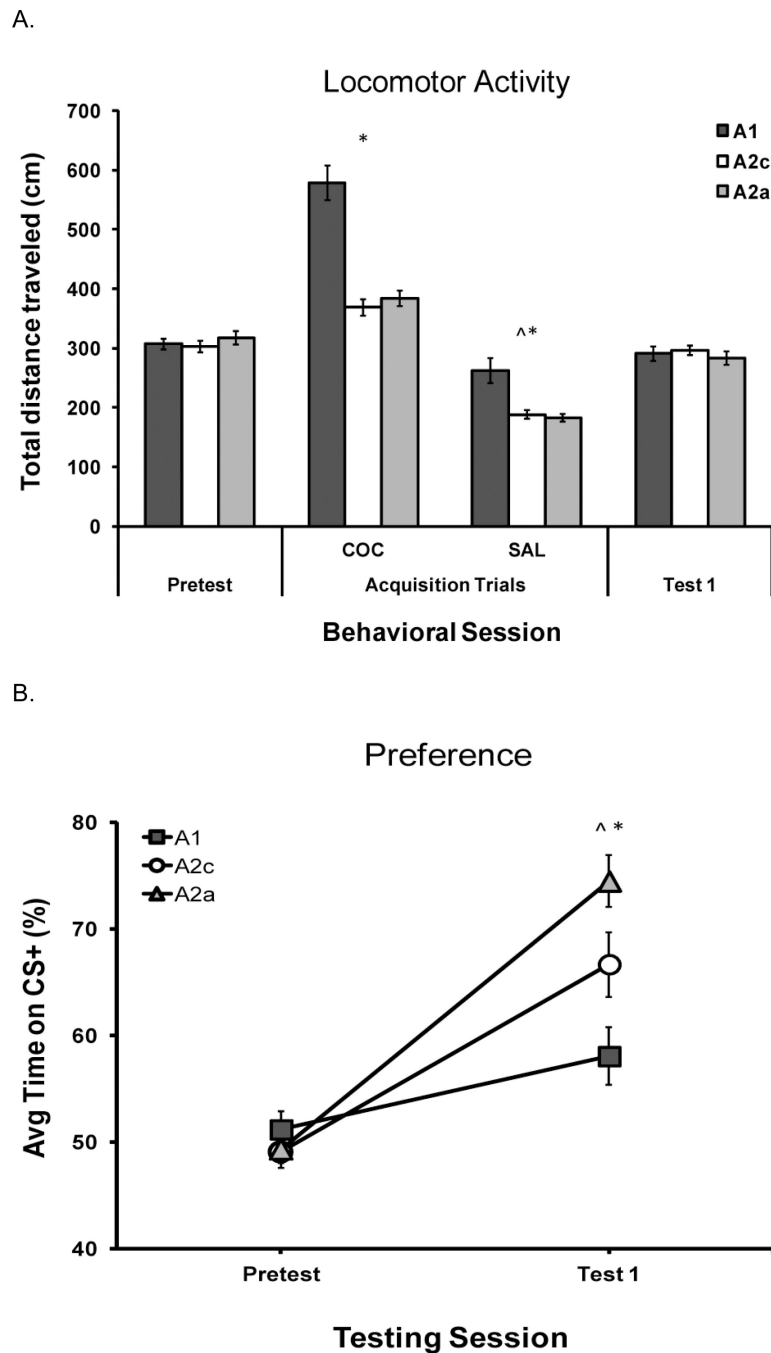 A.
Locomotor Activity
Total distance traveled (cm)
700
600
500
400
300
200
100
0
*
^*
A1
A2c
A2a
COC
SAL
Pretest
Acquisition Trials
Test 1
Behavioral Session
B.
Preference
Avg Time on CS+ (%)
80
70
60
50
40
A1
A2c
A2a
^ *
Pretest
Test 1
Testing Session